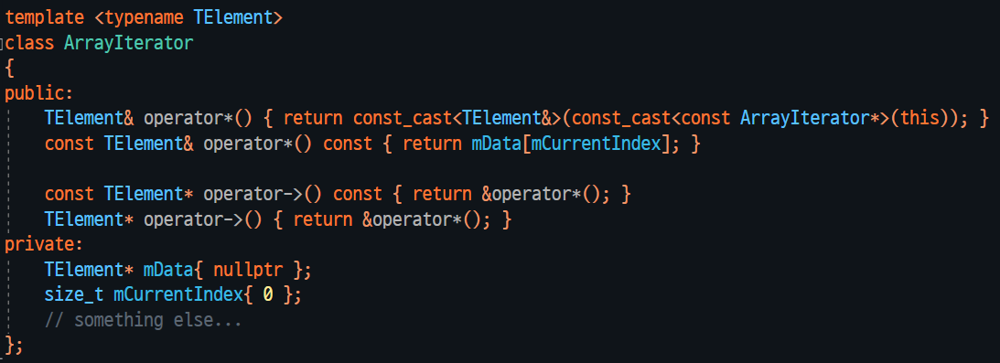 template <typename TElement>
class ArrayIterator
{
public:
    TElement& operator*() { return const_cast<TElement&>(const_cast<const ArrayIterator*>(this)); }
    const TElement& operator*() const { return mData[mCurrentIndex]; }

    const TElement* operator->() const { return &operator*(); }
    TElement* operator->() { return &operator*(); }
private:
    TElement* mData{ nullptr };
    size_t mCurrentIndex{ 0 };
    // something else...
};